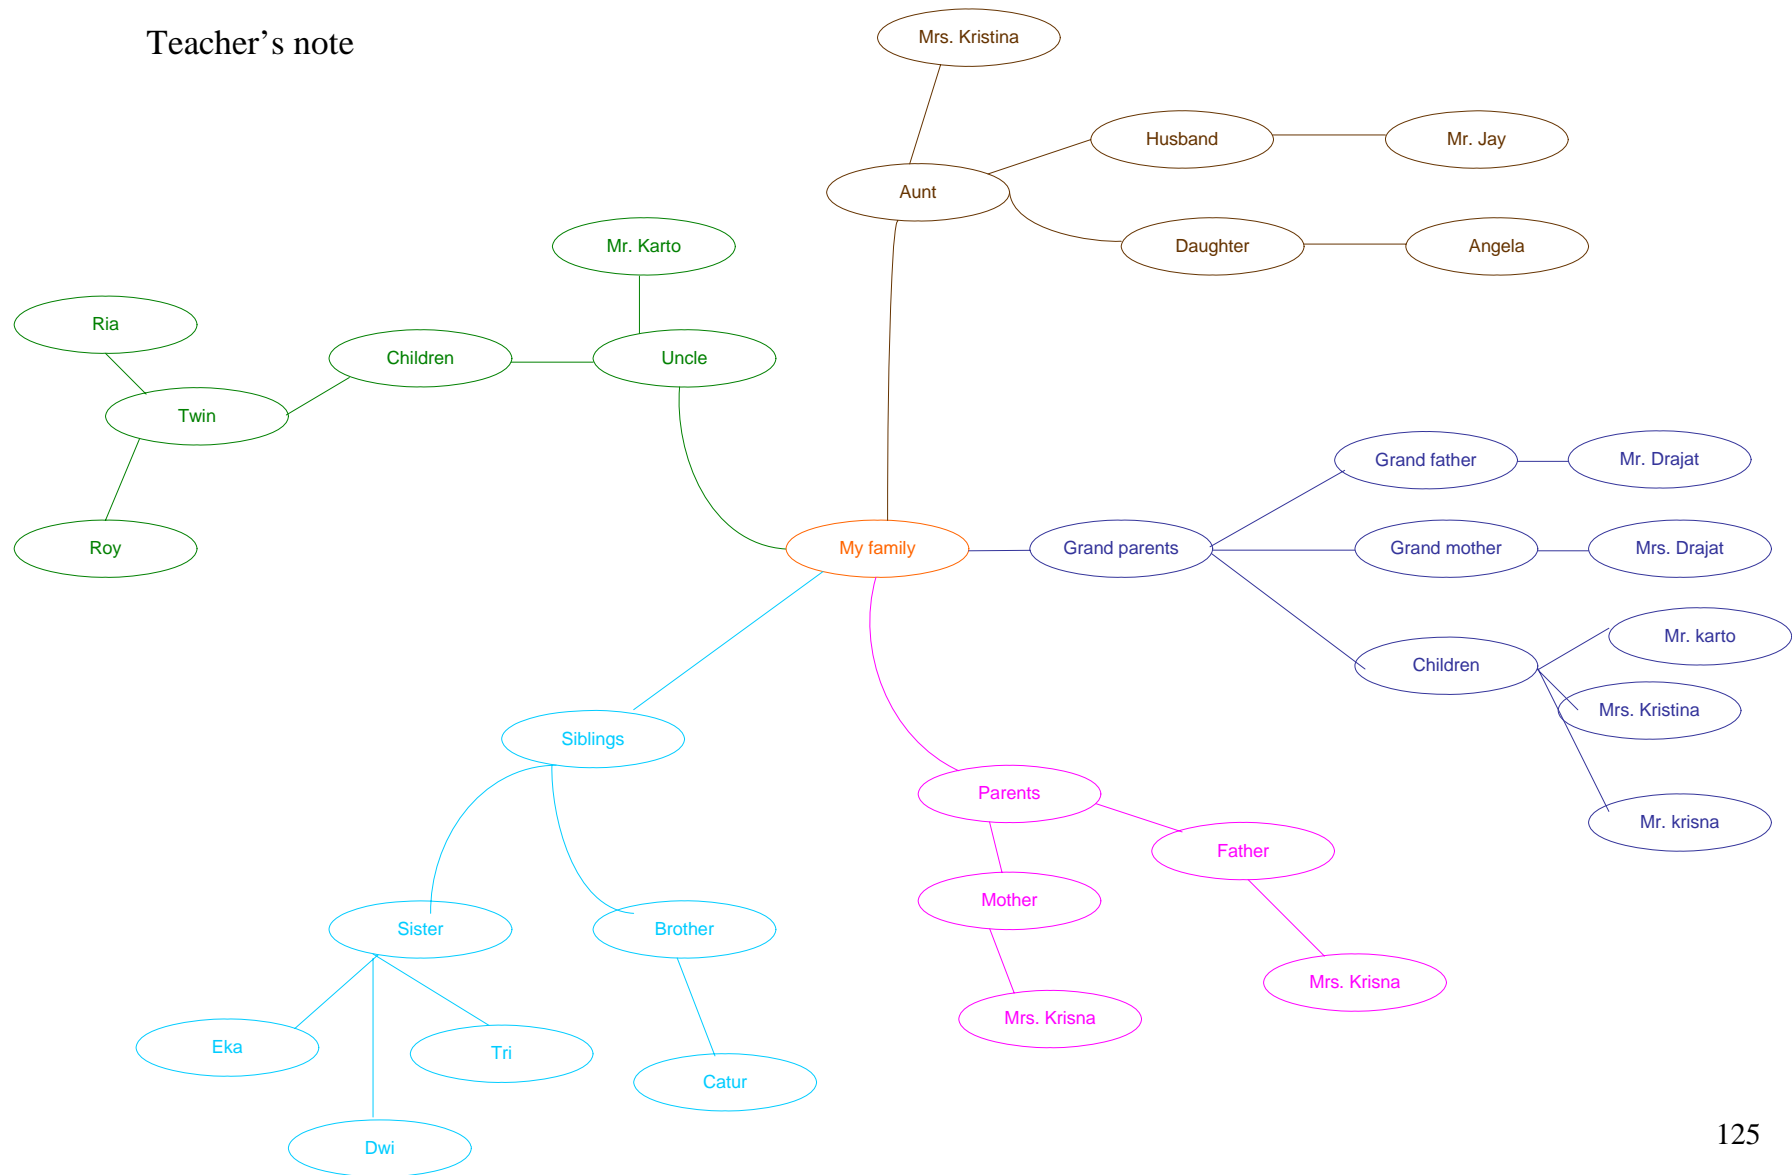 Teacher's note
Mrs. Kristina
Husband
Mr. Jay
Aunt
Daughter
Angela
Mr. Karto
Ria
Children
Uncle
Twin
Roy
Grand father
Mr. Drajat
My family
Grand parents
Grand mother
Mrs. Drajat
Mr. karto
Children
Mrs. Kristina
Mr. krisna
Siblings
Parents
Father
Mother
Mrs. Krisna
Mrs. Krisna
Sister
Brother
Eka
Tri
Catur
Dwi
125